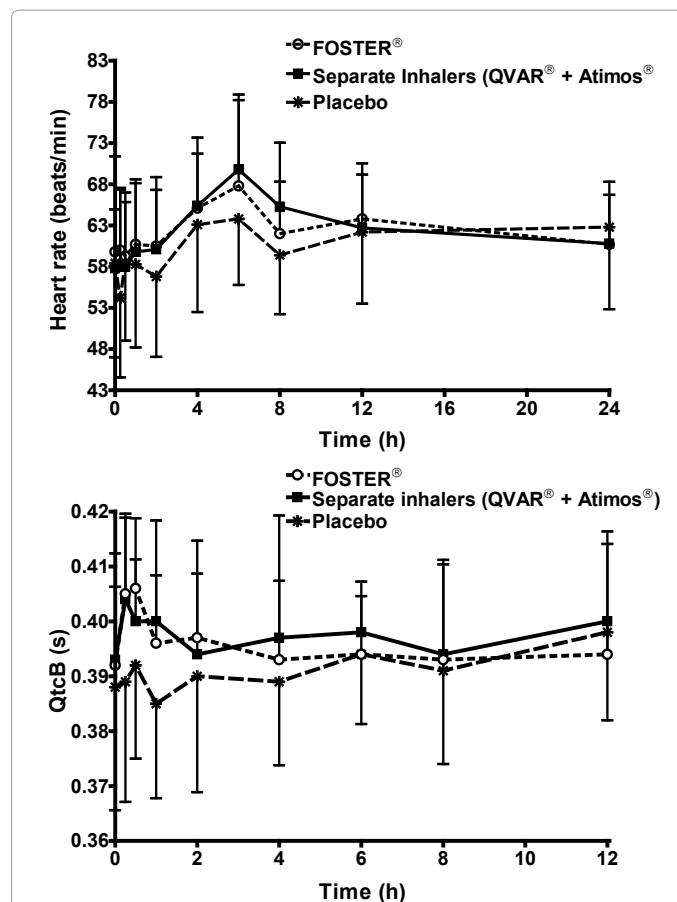 FOSTER®
Separate Inhalers (QVAR® + Atimos®
Placebo
83
78
73
68
63
58
53
48
43
Heart rate (beats/min)
0 4 8 12 16 20 24
Time (h)
FOSTER®
Separate inhalers (QVAR® + Atimos®)
Placebo
0.42
0.41
0.40
0.39
0.38
0.37
0.36
QtcB (s)
0 2 4 6 8 10 12
Time (h)